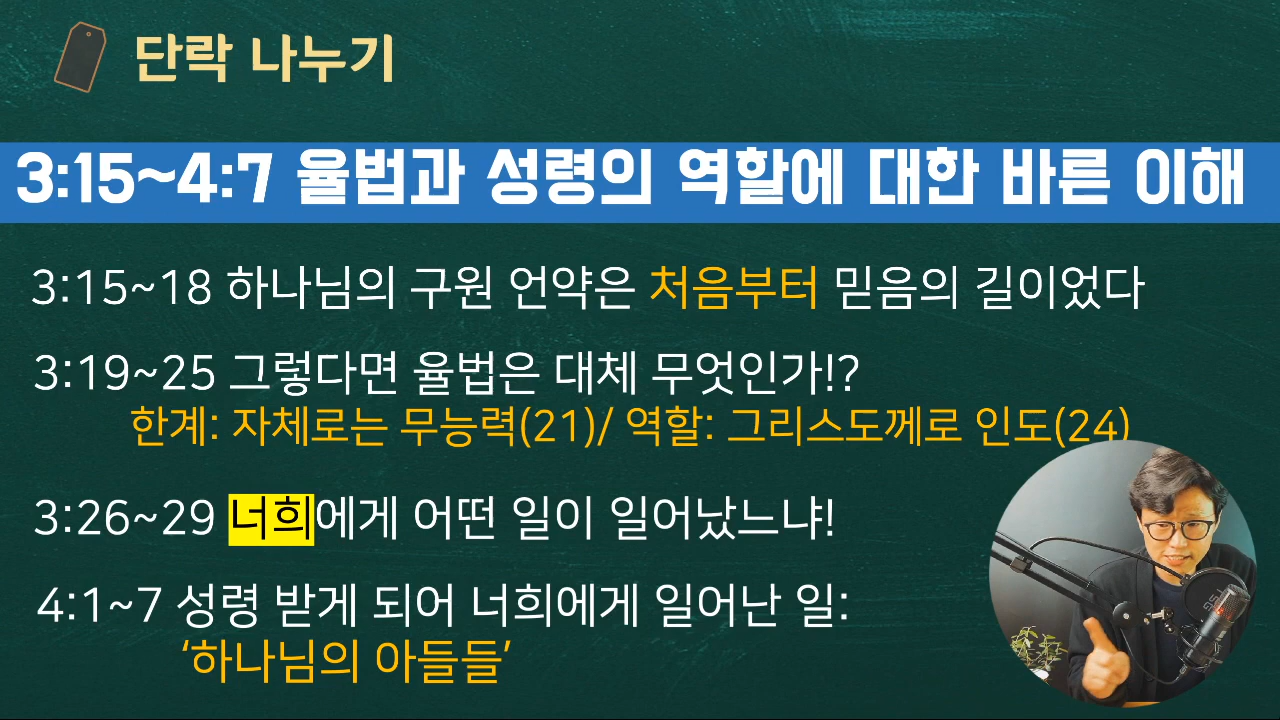 단락 나누기
3:15~4:7 율법과 성령의 역할에 대한 바른 이해
3:15~18 하나님의 구원 언약은 처음부터 믿음의 길이었다
3:19~25 그렇다면 율법은 대체 무엇인가!?
한계: 자체로는 무능력(21)/ 역할: 그리스도께로 인도(24)
3:26~29 너희에게 어떤 일이 일어났느냐!
4:1~7 성령 받게 되어 너희에게 일어난 일:
‘하나님의 아들들’